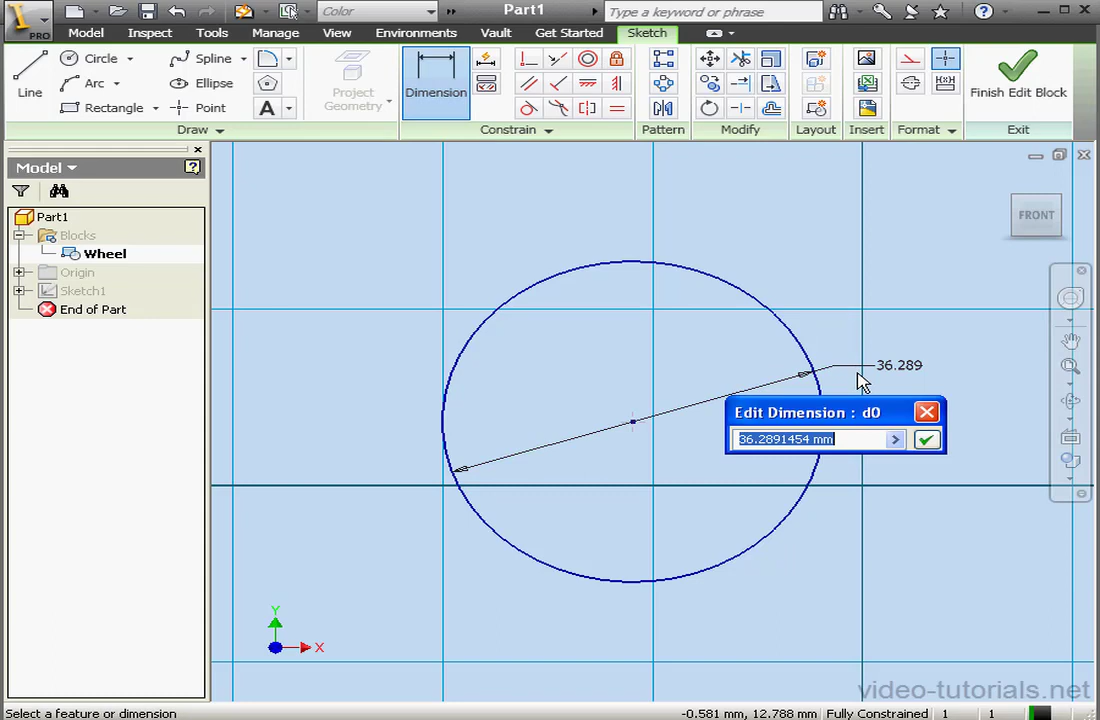 Color
Part1
Type a keyword or phrase
PRO
Model Inspect Tools Manage View Environments Vault Get Started Sketch
Line
Circle
Arc
Rectangle
Spline
Ellipse
Point
A
Project
Geometry
Dimension
Finish Edit Block
Draw
Constrain
Pattern
Modify
Layout
Insert
Format
Exit
Model
Part1
Blocks
Wheel
Origin
Sketch1
End of Part
FRONT
36.289
Edit Dimension : d0
36.2891454 mm
Y
X
video-tutorials.net
Select a feature or dimension
-0.581 mm, 12.788 mm Fully Constrained 1 1